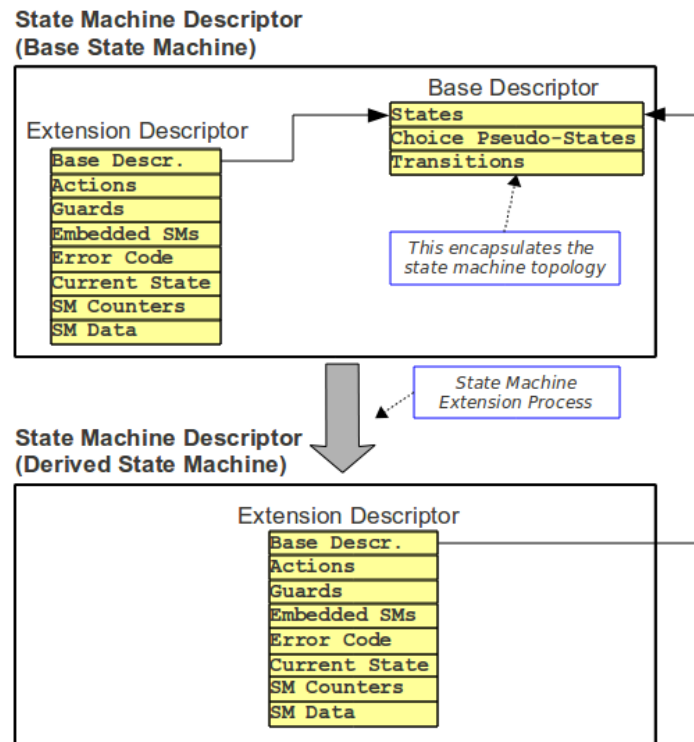 State Machine Descriptor
(Base State Machine)
Base Descriptor
States
Choice Pseudo-States
Transitions
Extension Descriptor
Base Descr.
Actions
Guards
Embedded SMs
Error Code
Current State
SM Counters
SM Data
This encapsulates the
state machine topology
State Machine
Extension Process
State Machine Descriptor
(Derived State Machine)
Extension Descriptor
Base Descr.
Actions
Guards
Embedded SMs
Error Code
Current State
SM Counters
SM Data